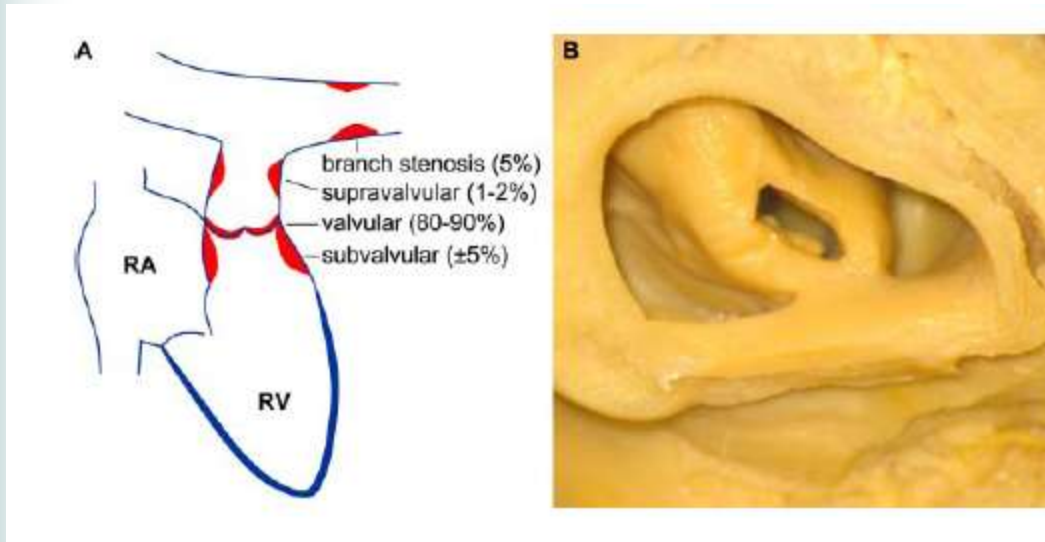 A
B
branch stenosis (5%)
supravalvular (1-2%)
valvular (80-90%)
subvalvular (±5%)
RA
RV